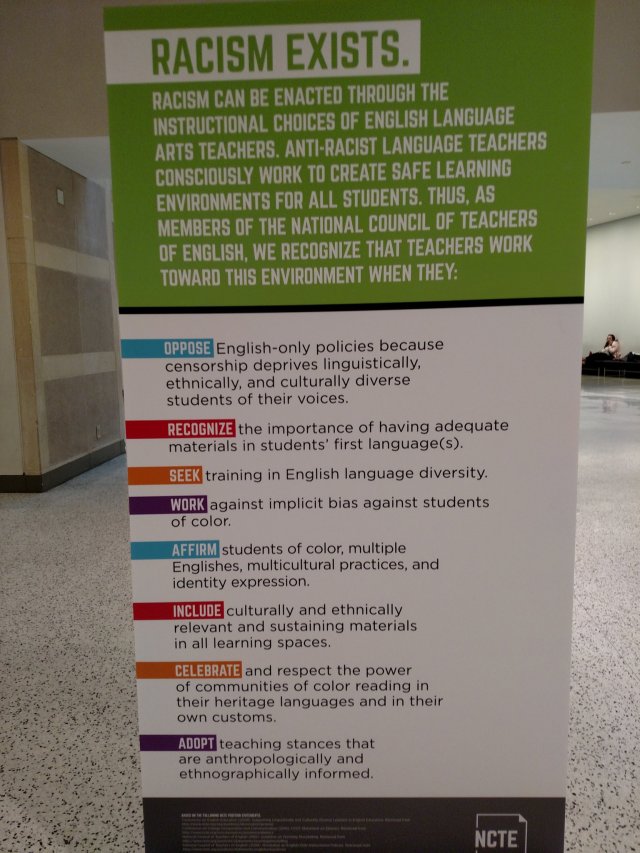 RACISM EXISTS.
RACISM CAN BE ENACTED THROUGH THE
INSTRUCTIONAL CHOICES OF ENGLISH LANGUAGE
ARTS TEACHERS. ANTI-RACIST LANGUAGE TEACHERS
CONSCIOUSLY WORK TO CREATE SAFE LEARNING
ENVIRONMENTS FOR ALL STUDENTS. THUS, AS
MEMBERS OF THE NATIONAL COUNCIL OF TEACHERS
OF ENGLISH, WE RECOGNIZE THAT TEACHERS WORK
TOWARD THIS ENVIRONMENT WHEN THEY:
OPPOSE English-only policies because
censorship deprives linguistically,
ethnically, and culturally diverse
students of their voices.
RECOGNIZE the importance of having adequate
materials in students' first language(s).
SEEK training in English language diversity.
WORK against implicit bias against students
of color.
AFFIRM students of color, multiple
Englishes, multicultural practices, and
identity expression.
INCLUDE culturally and ethnically
relevant and sustaining materials
in all learning spaces.
CELEBRATE and respect the power
of communities of color reading in
their heritage languages and in their
own customs.
ADOPT teaching stances that
are anthropologically and
ethnographically informed.
BASED ON THE FOLLOWING NCTE POSITION STATEMENTS
NCTE